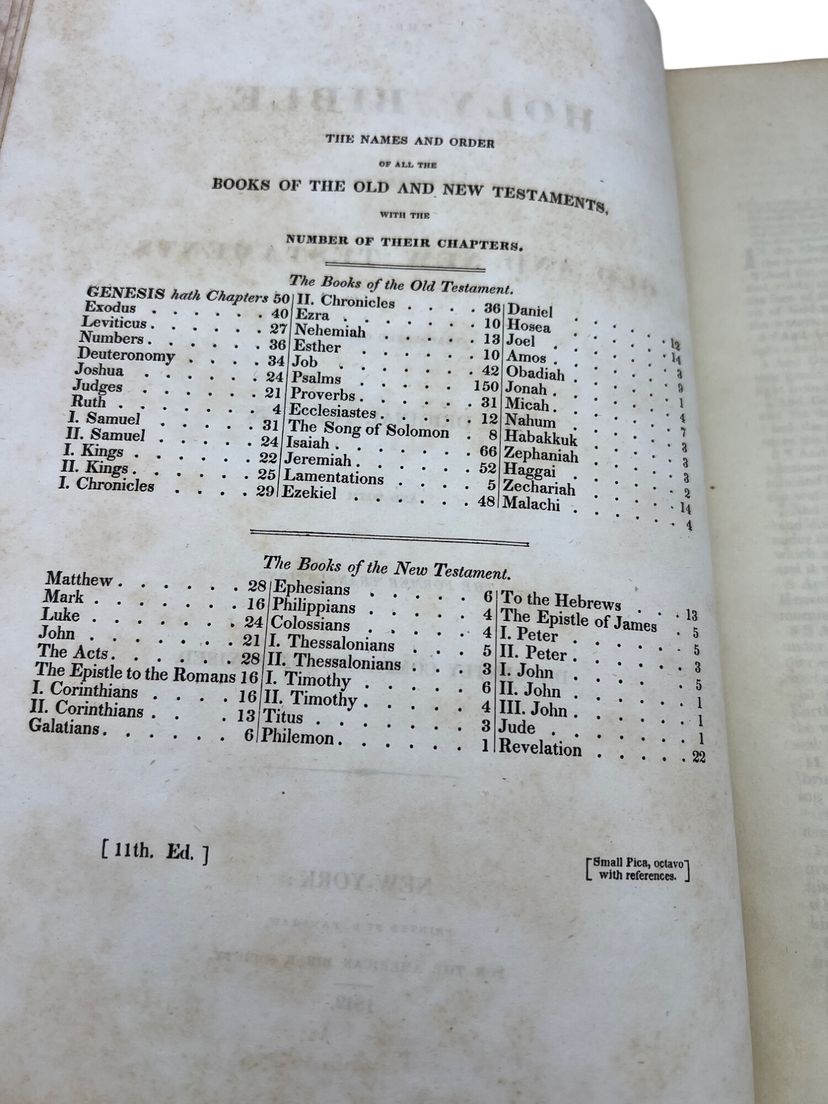 THE NAMES AND ORDER
OF ALL THE
BOOKS OF THE OLD AND NEW TESTAMENTS,
WITH THE
NUMBER OF THEIR CHAPTERS.
The Books of the Old Testament.
GENESIS hath Chapters 50
Exodus . . . . . . 40
Leviticus . . . . . . 27
Numbers . . . . . . 36
Deuteronomy . . . . 34
Joshua . . . . . . 24
Judges . . . . . . 21
Ruth . . . . . . . 4
I. Samuel . . . . . 31
II. Samuel . . . . . 24
I. Kings . . . . . . 22
II. Kings . . . . . . 25
I. Chronicles . . . . 29
II. Chronicles . . . . 36
Ezra . . . . . . . 10
Nehemiah . . . . . 13
Esther . . . . . . 10
Job . . . . . . . 42
Psalms . . . . . . 150
Proverbs . . . . . . 31
Ecclesiastes . . . . . 12
The Song of Solomon . 8
Isaiah . . . . . . . 66
Jeremiah . . . . . . 52
Lamentations . . . . 5
Ezekiel . . . . . . 48
Daniel . . . . . 12
Hosea . . . . . 14
Joel . . . . . . 3
Amos . . . . . 9
Obadiah . . . . 1
Jonah . . . . . 4
Micah . . . . . 7
Nahum . . . . . 3
Habakkuk . . . . 3
Zephaniah . . . . 3
Haggai . . . . . 2
Zechariah . . . . 14
Malachi . . . . . 4
The Books of the New Testament.
Matthew . . . . . . 28
Mark . . . . . . . 16
Luke . . . . . . . 24
John . . . . . . . 21
The Acts . . . . . . 28
The Epistle to the Romans 16
I. Corinthians . . . . 16
II. Corinthians . . . . 13
Galatians . . . . . . 6
Ephesians . . . . . 6
Philippians . . . . . 4
Colossians . . . . . 4
I. Thessalonians . . . 5
II. Thessalonians . . . 3
I. Timothy . . . . . 6
II. Timothy . . . . . 4
Titus . . . . . . . 3
Philemon . . . . . . 1
To the Hebrews . . . 13
The Epistle of James . 5
I. Peter . . . . . 5
II. Peter . . . . . 3
I. John . . . . . 5
II. John . . . . . 1
III. John . . . . . 1
Jude . . . . . . 1
Revelation . . . . . 22
[ 11th. Ed. ]
[Small Pica, octavo
with references.]